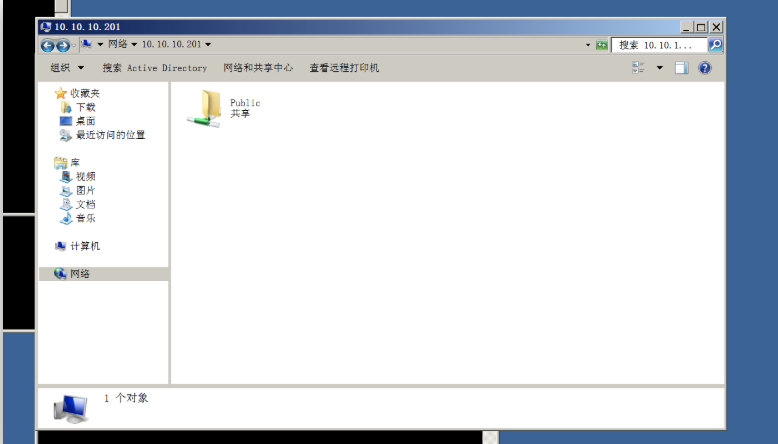 10.10.10.201
网络 10.10.10.201
搜索 10.10.1...
组织 搜索 Active Directory 网络和共享中心 查看远程打印机
收藏夹
下载
桌面
最近访问的位置
库
视频
图片
文档
音乐
计算机
网络
Public
共享
1 个对象